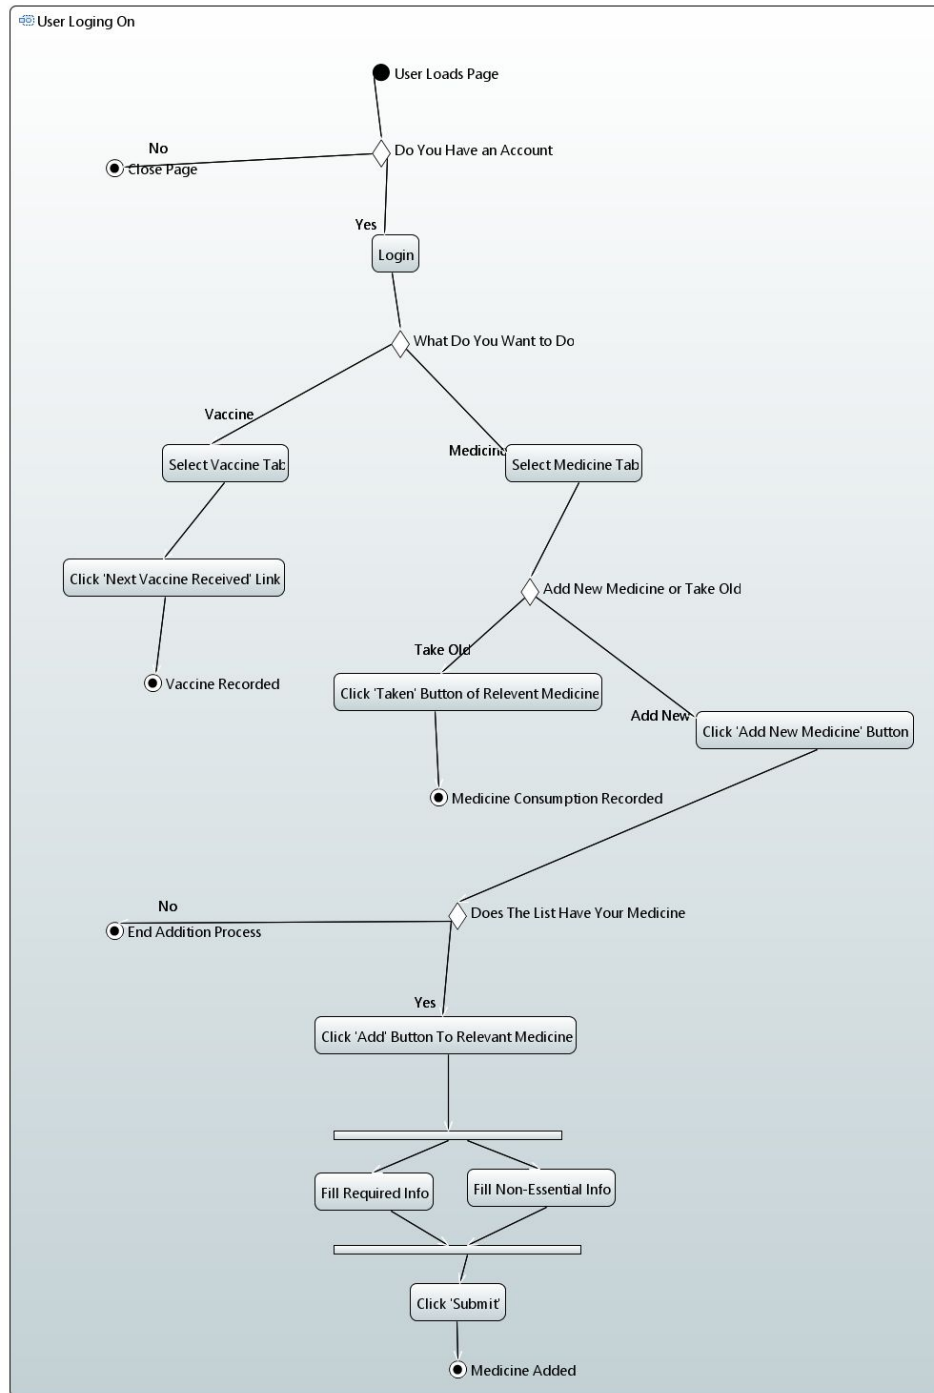 User Loging On
User Loads Page
No
Do You Have an Account
Close Page
Yes
Login
What Do You Want to Do
Vaccine
Medicine
Select Vaccine Tab
Select Medicine Tab
Click 'Next Vaccine Received' Link
Add New Medicine or Take Old
Take Old
Vaccine Recorded
Click 'Taken' Button of Relevent Medicine
Add New
Click 'Add New Medicine' Button
Medicine Consumption Recorded
No
Does The List Have Your Medicine
End Addition Process
Yes
Click 'Add' Button To Relevant Medicine
Fill Required Info
Fill Non-Essential Info
Click 'Submit'
Medicine Added